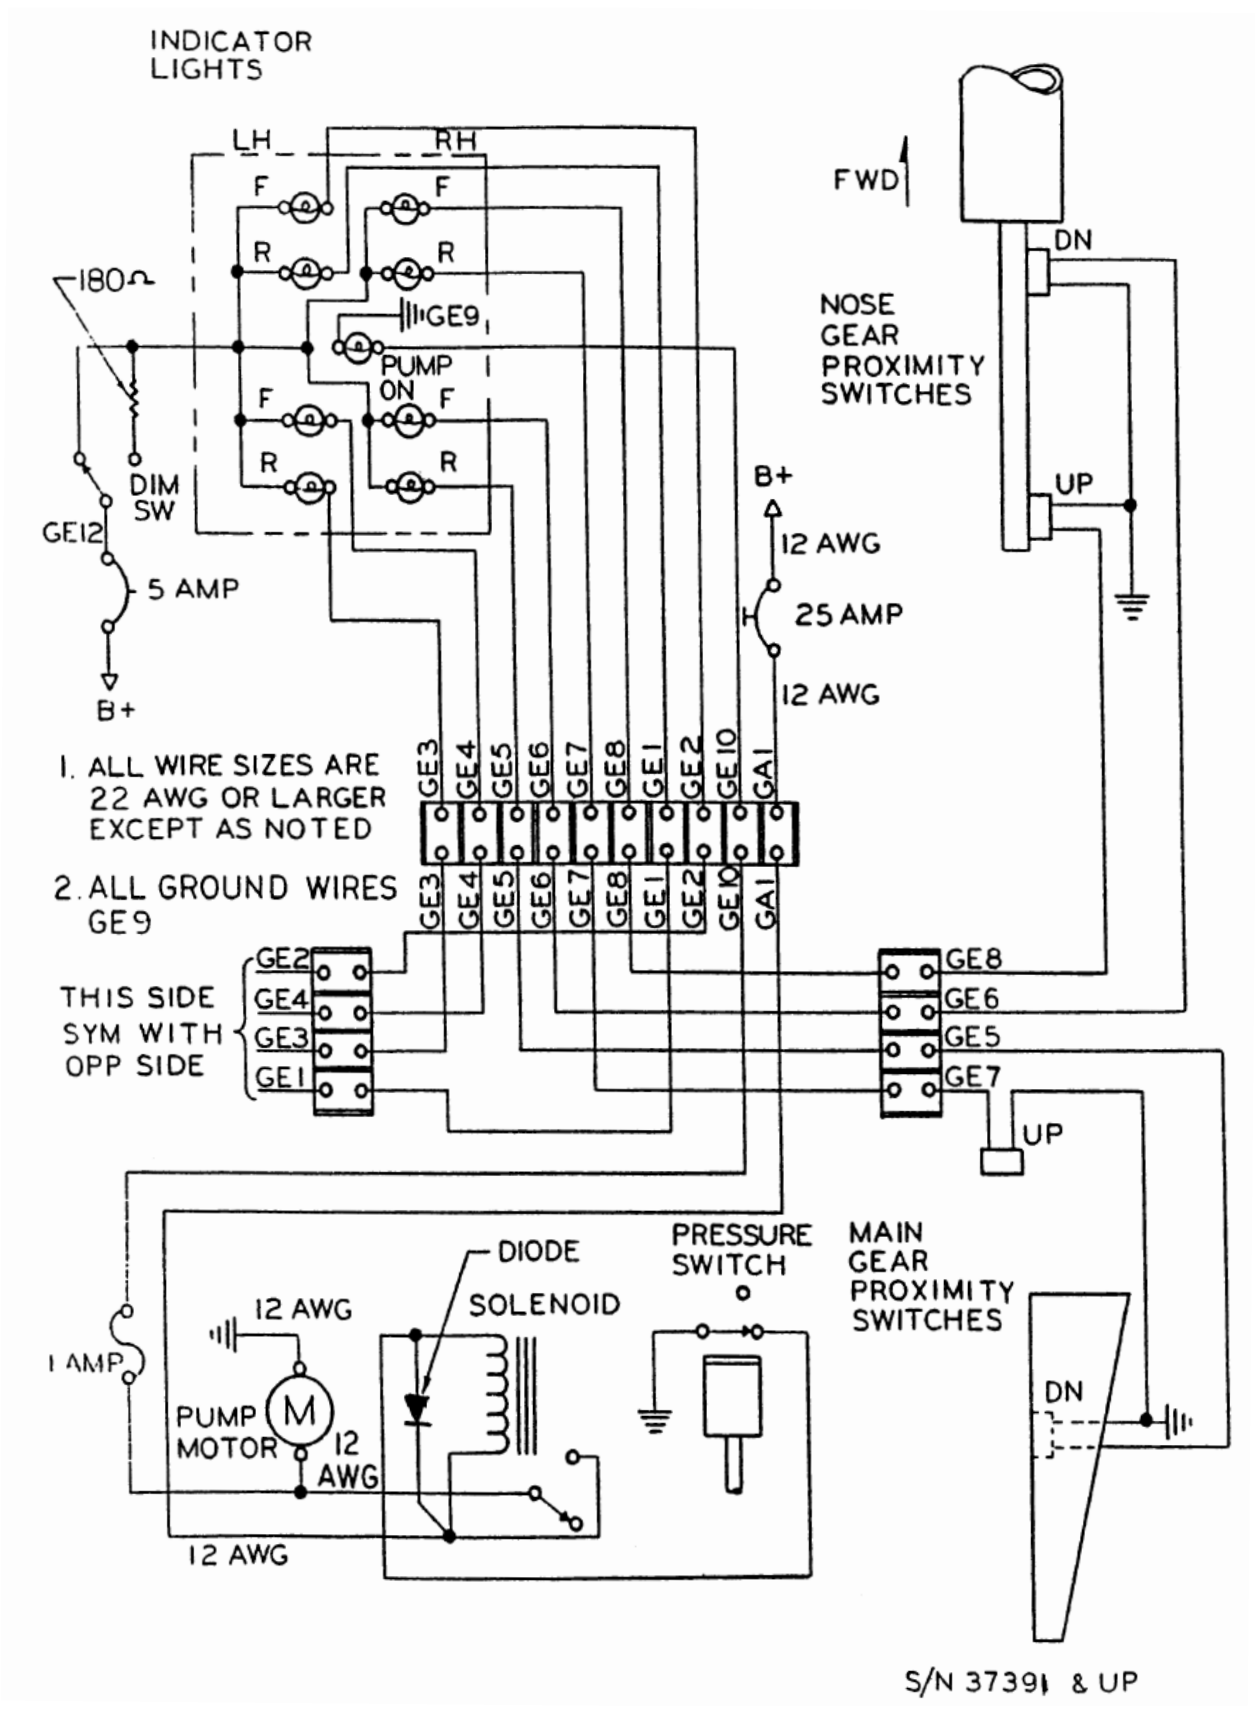 INDICATOR
LIGHTS
LH
RH
F
F
R
R
180Ω
GE9
PUMP
ON
F
F
R
R
DIM
SW
GE12
5 AMP
B+
FWD
DN
NOSE
GEAR
PROXIMITY
SWITCHES
UP
B+
12 AWG
25 AMP
12 AWG
1. ALL WIRE SIZES ARE
22 AWG OR LARGER
EXCEPT AS NOTED
GE3
GE4
GE5
GE6
GE7
GE8
GE1
GE2
GE10
GA1
2. ALL GROUND WIRES
GE9
GE3
GE4
GE5
GE6
GE7
GE8
GE1
GE2
GE10
GA1
THIS SIDE
SYM WITH
OPP SIDE
GE2
GE4
GE3
GE1
GE8
GE6
GE5
GE7
UP
PRESSURE
SWITCH
MAIN
GEAR
PROXIMITY
SWITCHES
DIODE
SOLENOID
12 AWG
1 AMP
M
PUMP
MOTOR
12
AWG
12 AWG
DN
S/N 37391 & UP